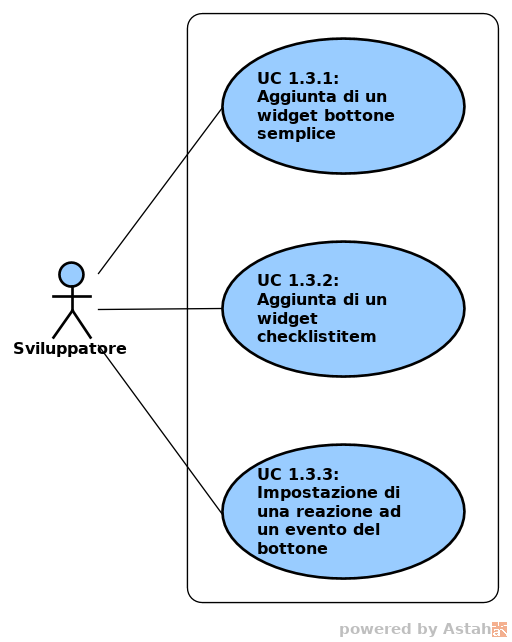 UC 1.3.1:
Aggiunta di un
widget bottone
semplice
UC 1.3.2:
Aggiunta di un
widget
checklistitem
Sviluppatore
UC 1.3.3:
Impostazione di
una reazione ad
un evento del
bottone
powered by Astah